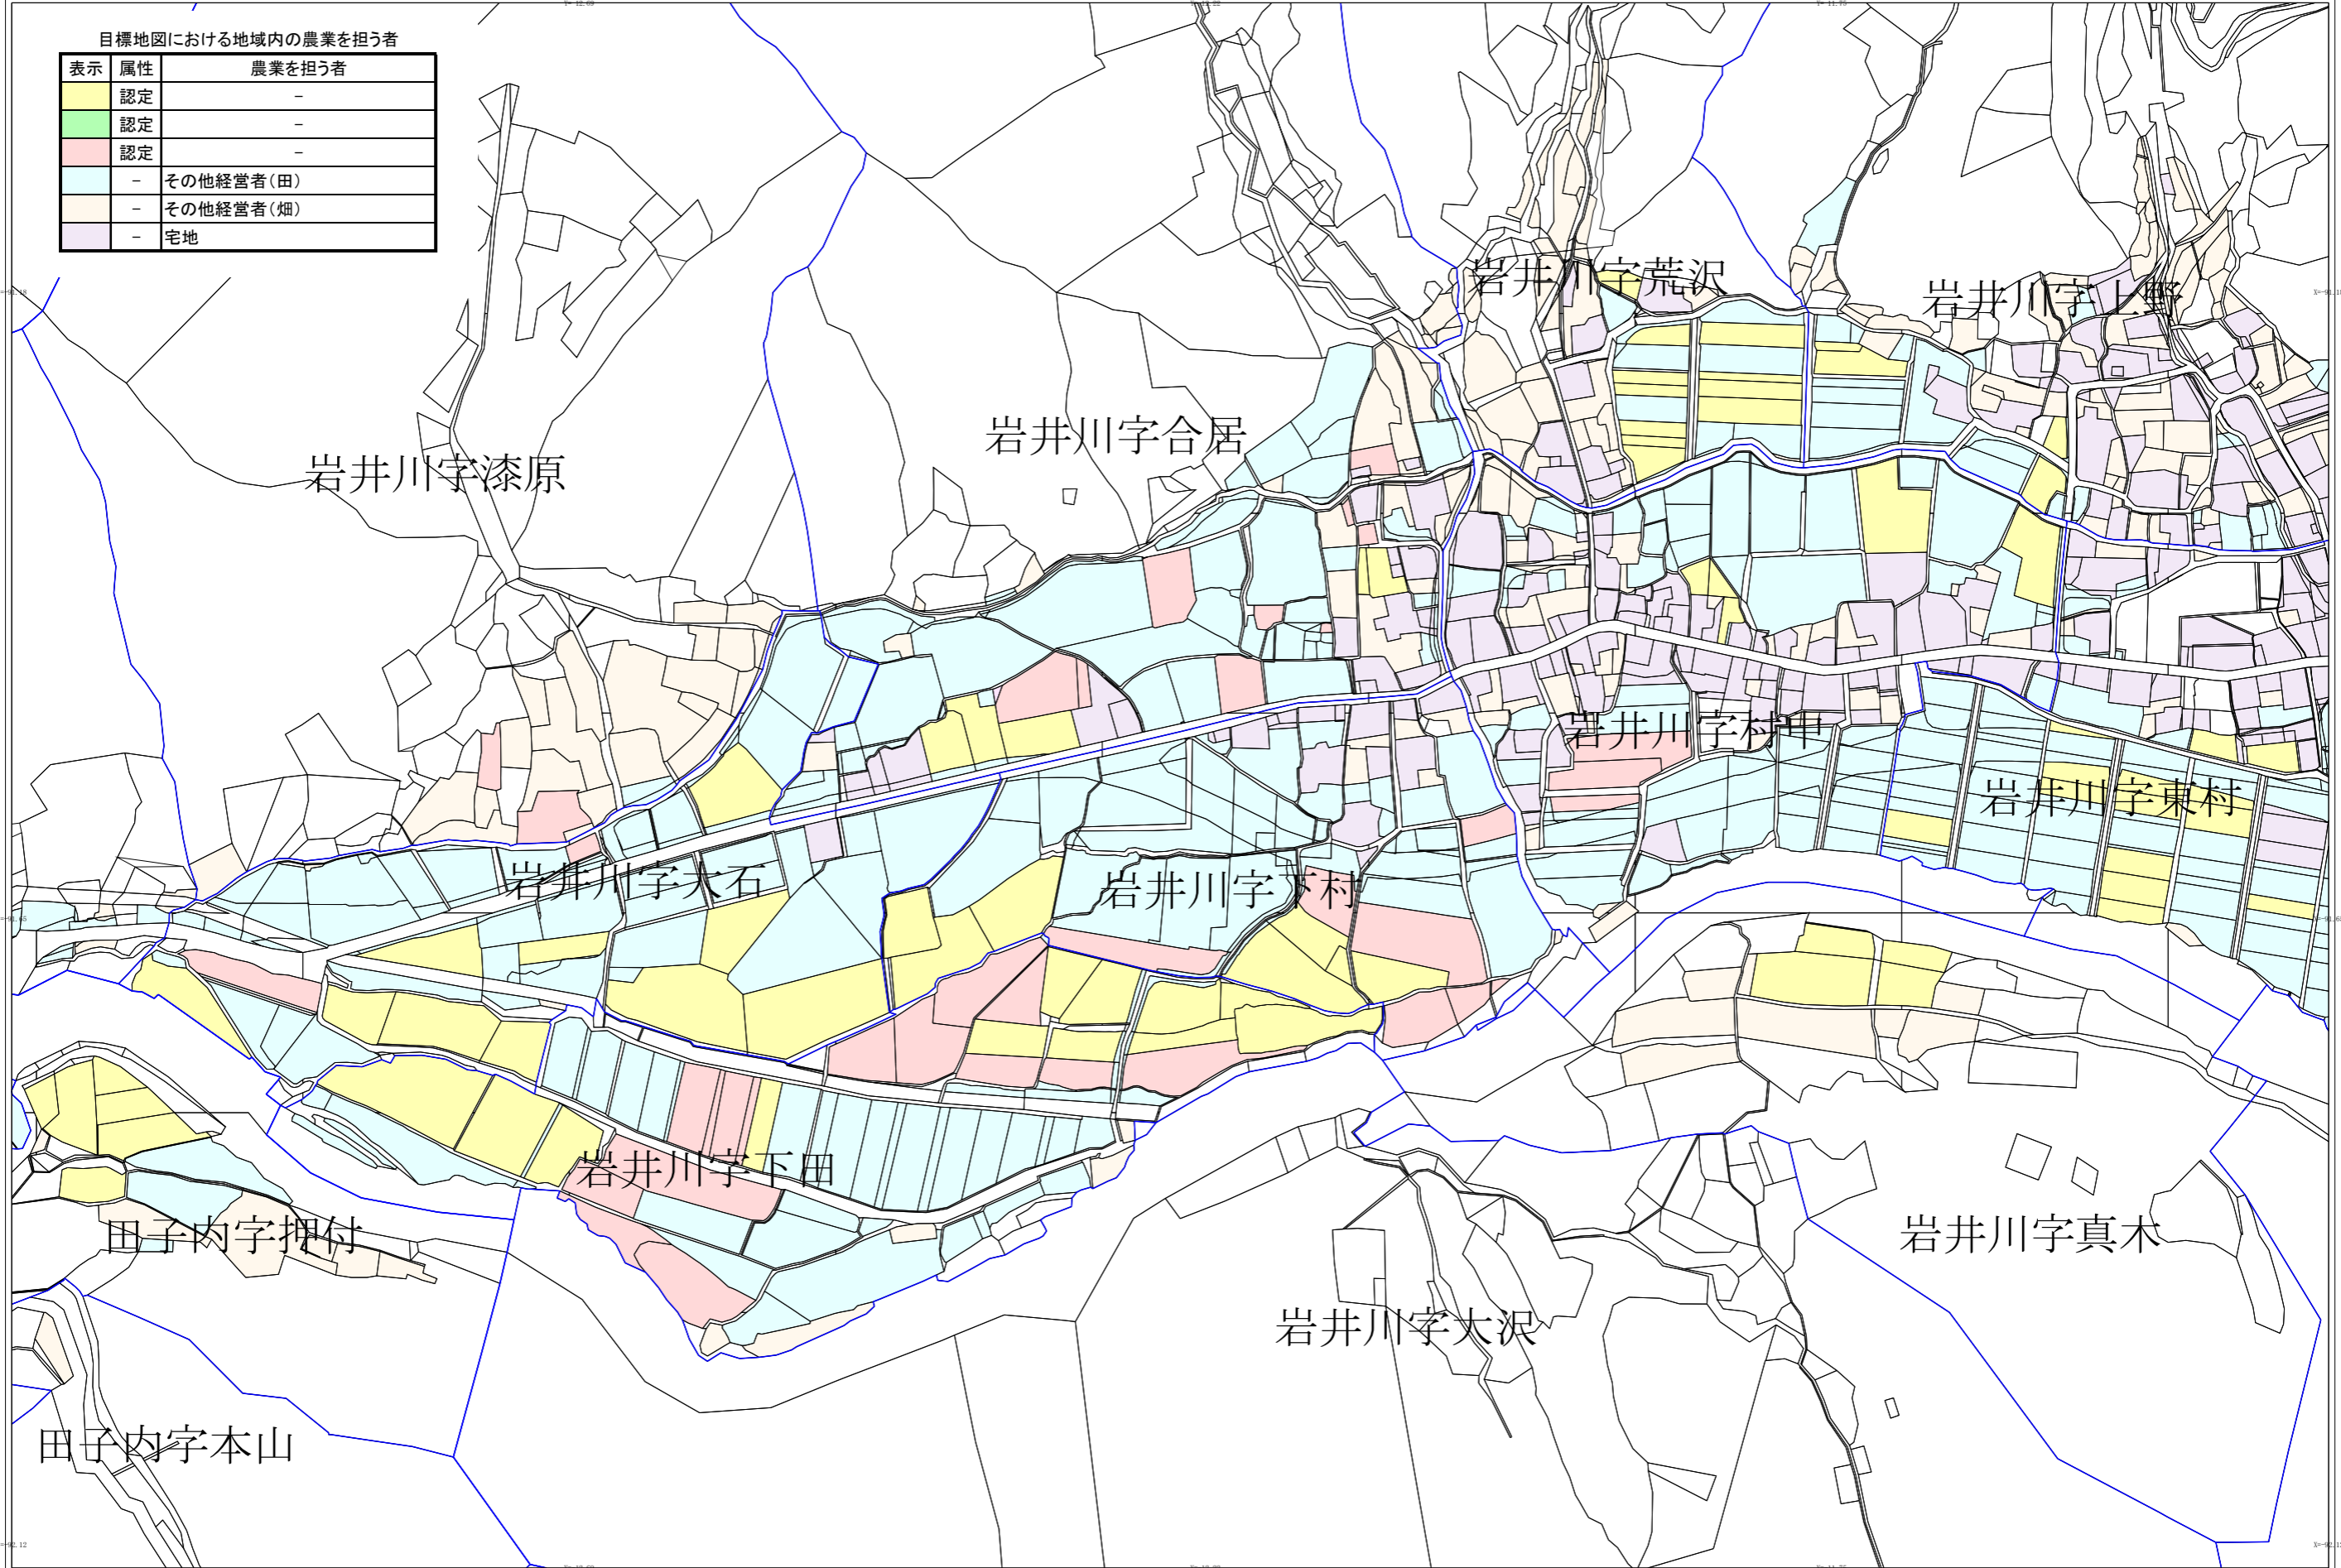 Y=-12.69
Y=-12.22
Y=-11.75
目標地図における地域内の農業を担う者
表示 属性 農業を担う者
認定 －
認定 －
認定 －
－ その他経営者（田）
－ その他経営者（畑）
－ 宅地
岩井川字荒沢
岩井川字上野
岩井川字合居
岩井川字漆原
岩井川字村中
岩井川字東村
岩井川字大石
岩井川字下村
岩井川字下田
田子内字押付
岩井川字真木
岩井川字大沢
田子内字本山